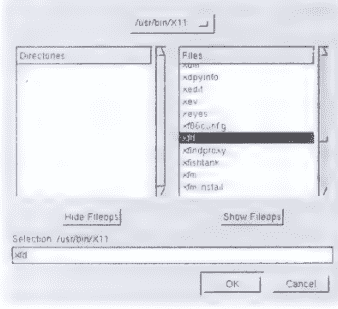 /usr/bin/X11
Directories
Files
xdm
xdpyinfo
xedit
xev
xeyes
xf86config
xfd
xfindproxy
xfishtank
xfm
xfm.install
Hide Fileops
Show Fileops
Selection: /usr/bin/X11
xfd
OK
Cancel